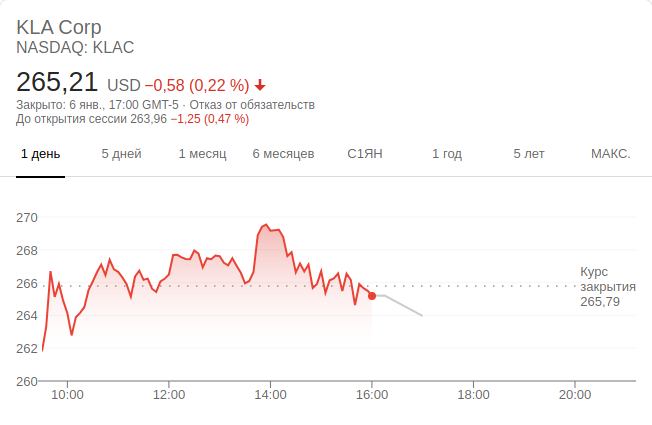 KLA Corp
NASDAQ: KLAC
265,21 USD −0,58 (0,22 %)
Закрыто: 6 янв., 17:00 GMT-5 · Отказ от обязательств
До открытия сессии 263,96 −1,25 (0,47 %)
1 день 5 дней 1 месяц 6 месяцев С1ЯН 1 год 5 лет МАКС.
270
268
266
264
262
260
Курс
закрытия
265,79
10:00 12:00 14:00 16:00 18:00 20:00